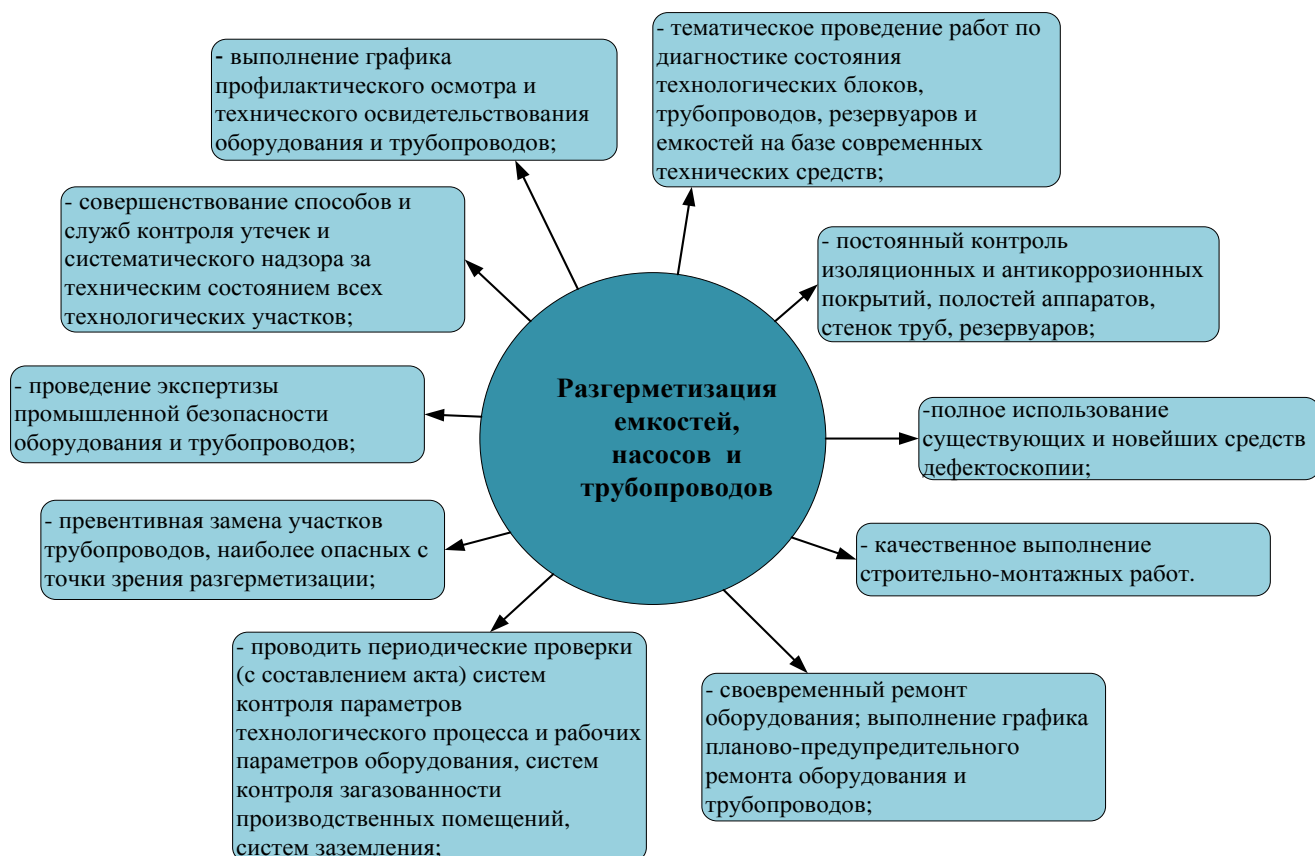 - выполнение графика
профилактического осмотра и
технического освидетельствования
оборудования и трубопроводов;
- тематическое проведение работ по
диагностике состояния
технологических блоков,
трубопроводов, резервуаров и
емкостей на базе современных
технических средств;
- совершенствование способов и
служб контроля утечек и
систематического надзора за
техническим состоянием всех
технологических участков;
- постоянный контроль
изоляционных и антикоррозионных
покрытий, полостей аппаратов,
стенок труб, резервуаров;
- проведение экспертизы
промышленной безопасности
оборудования и трубопроводов;
Разгерметизация
емкостей,
насосов и
трубопроводов
-полное использование
существующих и новейших средств
дефектоскопии;
- превентивная замена участков
трубопроводов, наиболее опасных с
точки зрения разгерметизации;
- качественное выполнение
строительно-монтажных работ.
- проводить периодические проверки
(с составлением акта) систем
контроля параметров
технологического процесса и рабочих
параметров оборудования, систем
контроля загазованности
производственных помещений,
систем заземления;
- своевременный ремонт
оборудования; выполнение графика
планово-предупредительного
ремонта оборудования и
трубопроводов;